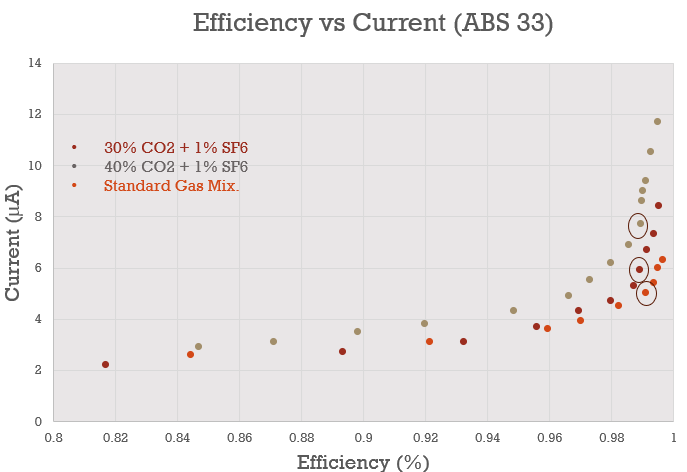 Efficiency vs Current (ABS 33)
14
12
10
8
6
4
2
0
Current (µA)
• 30% CO2 + 1% SF6
• 40% CO2 + 1% SF6
• Standard Gas Mix.
0.8 0.82 0.84 0.86 0.88 0.9 0.92 0.94 0.96 0.98 1
Efficiency (%)